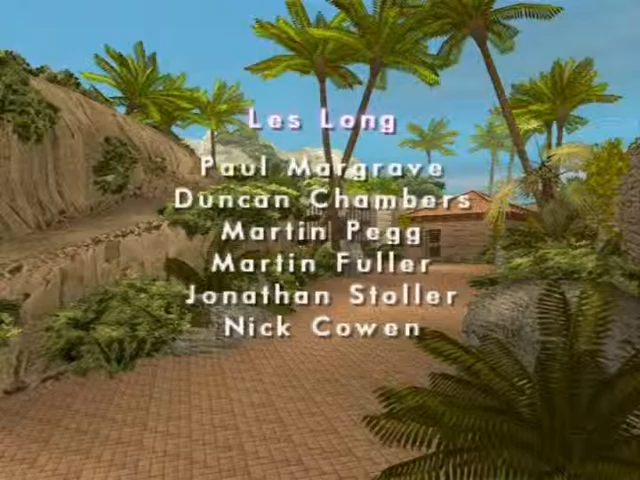 Les Long
Paul Margrave
Duncan Chambers
Martin Pegg
Martin Fuller
Jonathan Stoller
Nick Cowen